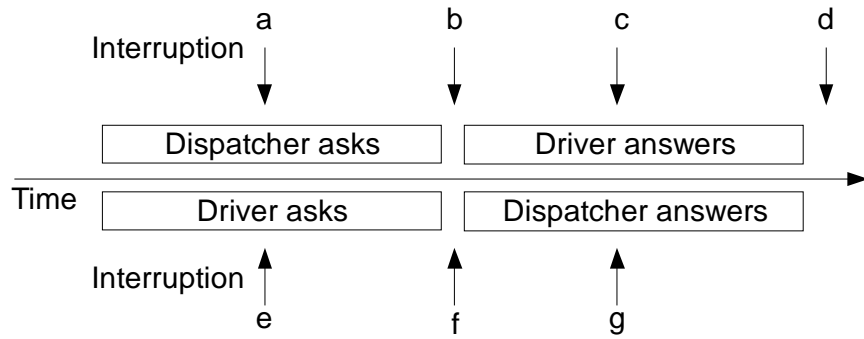 a b c d
Interruption
Dispatcher asks Driver answers
Time
Driver asks Dispatcher answers
Interruption
e f g